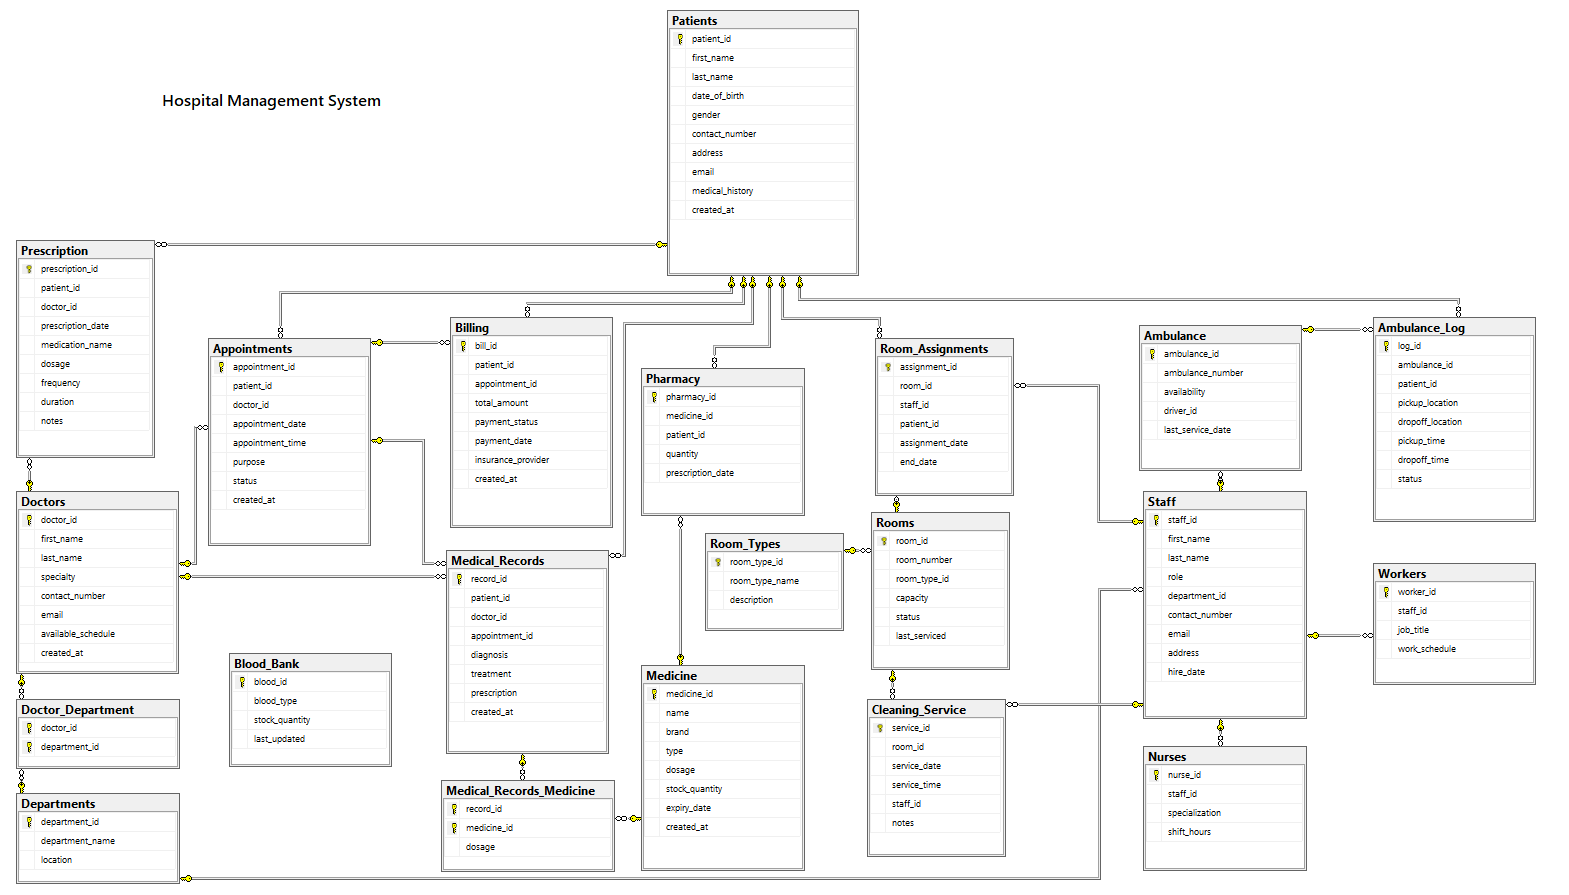 Hospital Management System
Patients
patient_id
first_name
last_name
date_of_birth
gender
contact_number
address
email
medical_history
created_at
Prescription
prescription_id
patient_id
doctor_id
prescription_date
medication_name
dosage
frequency
duration
notes
Appointments
appointment_id
patient_id
doctor_id
appointment_date
appointment_time
purpose
status
created_at
Billing
bill_id
patient_id
appointment_id
total_amount
payment_status
payment_date
insurance_provider
created_at
Pharmacy
pharmacy_id
medicine_id
patient_id
quantity
prescription_date
Room_Assignments
assignment_id
room_id
staff_id
patient_id
assignment_date
end_date
Ambulance
ambulance_id
ambulance_number
availability
driver_id
last_service_date
Ambulance_Log
log_id
ambulance_id
patient_id
pickup_location
dropoff_location
pickup_time
dropoff_time
status
Doctors
doctor_id
first_name
last_name
specialty
contact_number
email
available_schedule
created_at
Medical_Records
record_id
patient_id
doctor_id
appointment_id
diagnosis
treatment
prescription
created_at
Room_Types
room_type_id
room_type_name
description
Rooms
room_id
room_number
room_type_id
capacity
status
last_serviced
Staff
staff_id
first_name
last_name
role
department_id
contact_number
email
address
hire_date
Workers
worker_id
staff_id
job_title
work_schedule
Blood_Bank
blood_id
blood_type
stock_quantity
last_updated
Doctor_Department
doctor_id
department_id
Medicine
medicine_id
name
brand
type
dosage
stock_quantity
expiry_date
created_at
Cleaning_Service
service_id
room_id
service_date
service_time
staff_id
notes
Nurses
nurse_id
staff_id
specialization
shift_hours
Departments
department_id
department_name
location
Medical_Records_Medicine
record_id
medicine_id
dosage